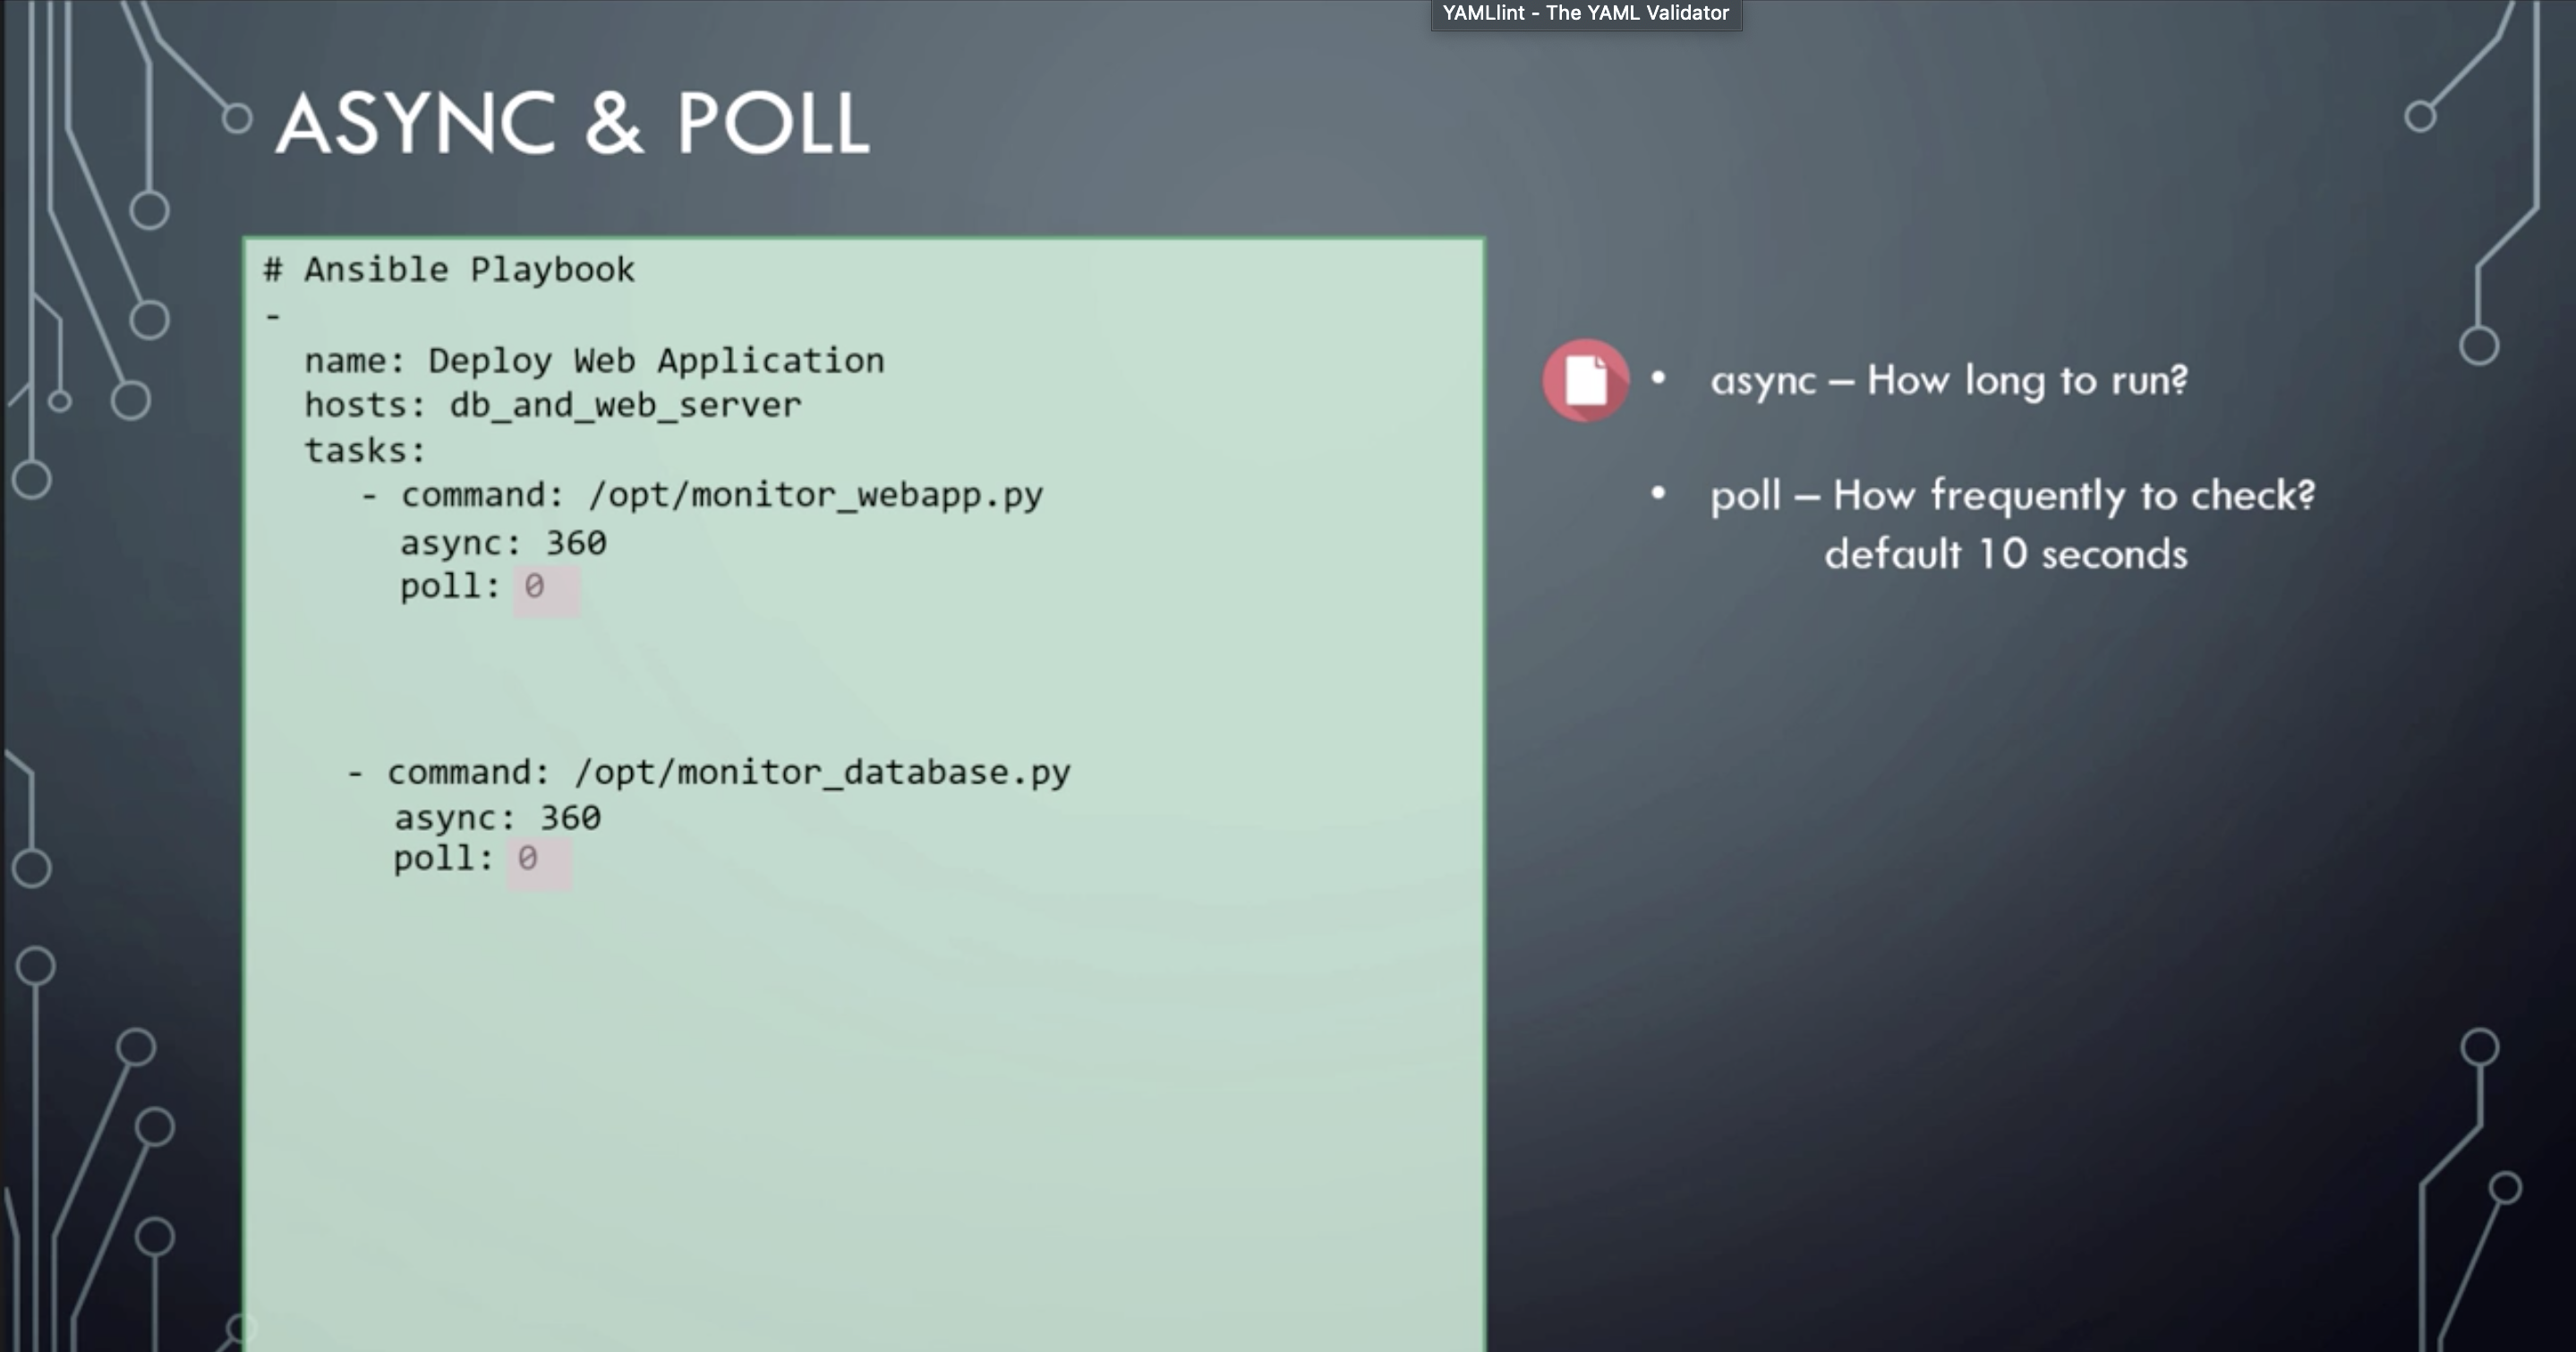 YAMLlint - The YAML Validator
ASYNC & POLL
# Ansible Playbook
-
name: Deploy Web Application
hosts: db_and_web_server
tasks:
- command: /opt/monitor_webapp.py
async: 360
poll: 0
- command: /opt/monitor_database.py
async: 360
poll: 0
• async – How long to run?
• poll – How frequently to check?
default 10 seconds